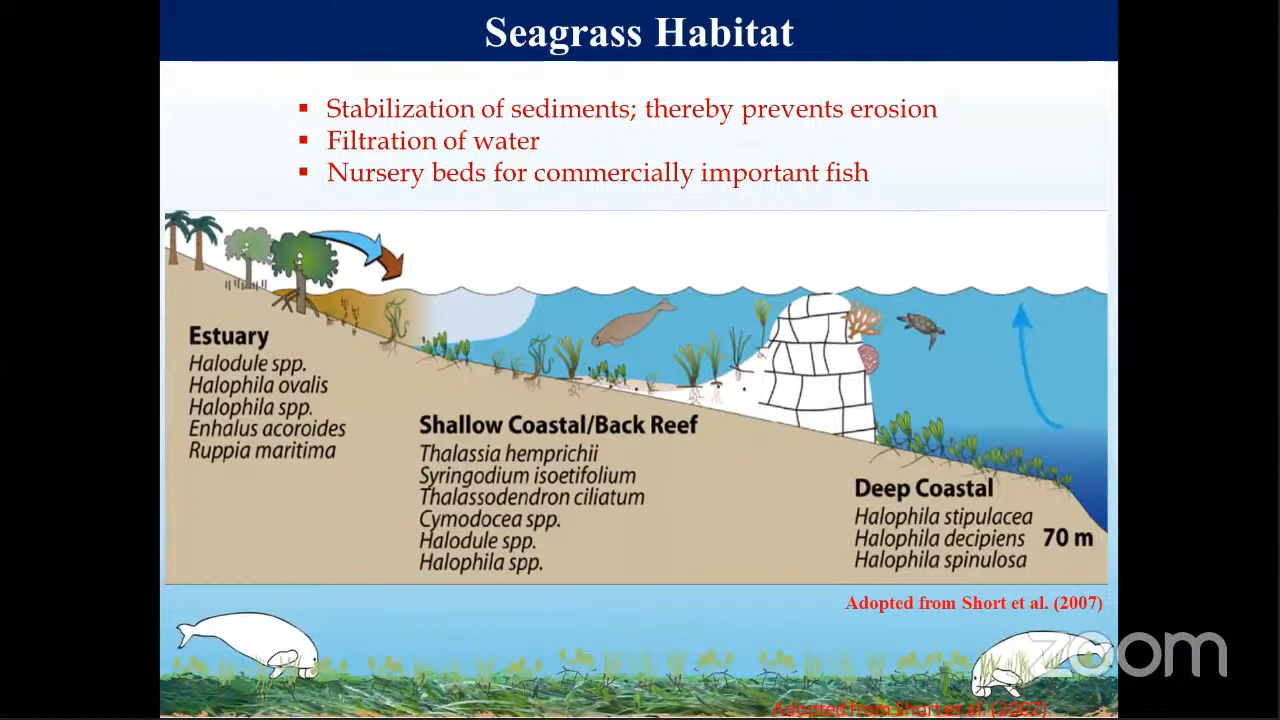 Seagrass Habitat
▪ Stabilization of sediments; thereby prevents erosion
▪ Filtration of water
▪ Nursery beds for commercially important fish
Estuary
Halodule spp.
Halophila ovalis
Halophila spp.
Enhalus acoroides
Ruppia maritima
Shallow Coastal/Back Reef
Thalassia hemprichii
Syringodium isoetifolium
Thalassodendron ciliatum
Cymodocea spp.
Halodule spp.
Halophila spp.
Deep Coastal
Halophila stipulacea
Halophila decipiens
Halophila spinulosa
70 m
Adopted from Short et al. (2007)
zoom
Adopted from Short et al. (2007)